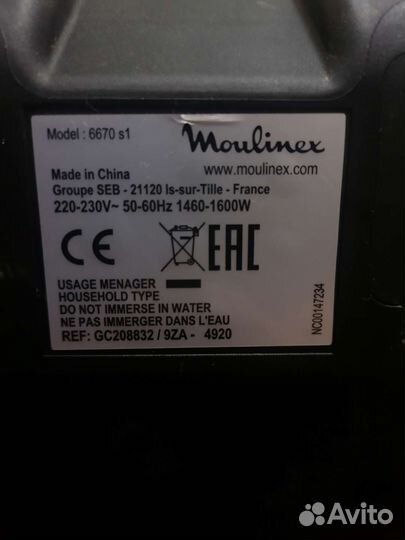 Model : 6670 s1
Moulinex
www.moulinex.com
Made in China
Groupe SEB - 21120 Is-sur-Tille - France
220-230V~ 50-60Hz 1460-1600W
CE
EAC
USAGE MENAGER
HOUSEHOLD TYPE
DO NOT IMMERSE IN WATER
NE PAS IMMERGER DANS L'EAU
REF: GC208832 / 9ZA - 4920
NC00147234
Avito